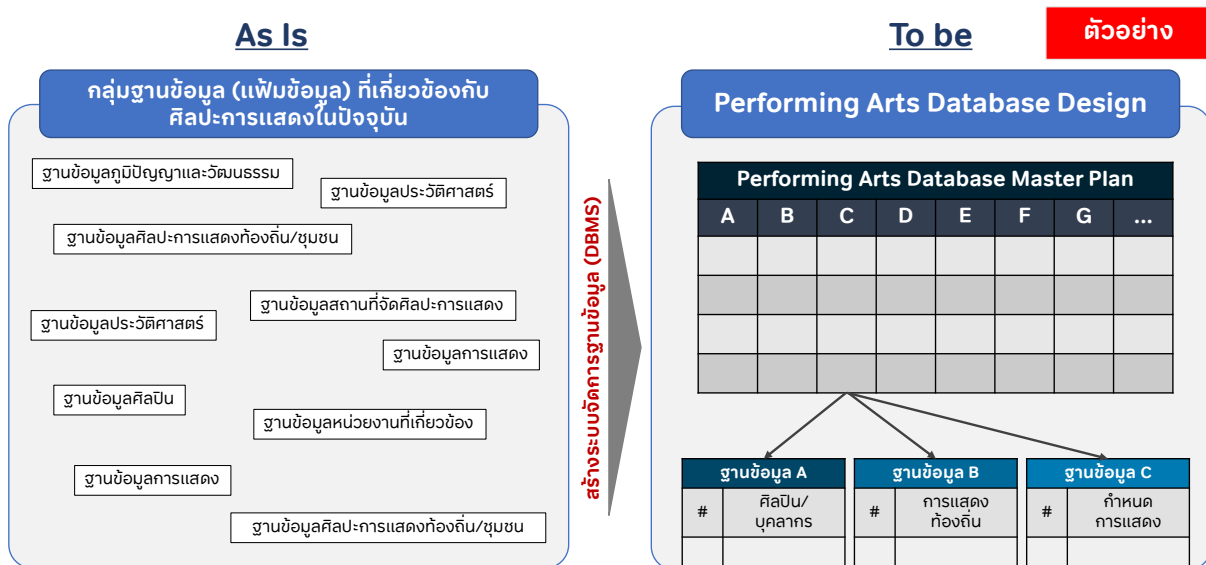 As Is
To be
ตัวอย่าง
กลุ่มฐานข้อมูล (แฟ้มข้อมูล) ที่เกี่ยวข้องกับ
ศิลปะการแสดงในปัจจุบัน
ฐานข้อมูลภูมิปัญญาและวัฒนธรรม
ฐานข้อมูลประวัติศาสตร์
ฐานข้อมูลศิลปะการแสดงท้องถิ่น/ชุมชน
ฐานข้อมูลสถานที่จัดศิลปะการแสดง
ฐานข้อมูลประวัติศาสตร์
ฐานข้อมูลการแสดง
ฐานข้อมูลศิลปิน
ฐานข้อมูลหน่วยงานที่เกี่ยวข้อง
ฐานข้อมูลการแสดง
ฐานข้อมูลศิลปะการแสดงท้องถิ่น/ชุมชน
สร้างระบบจัดการฐานข้อมูล (DBMS)
Performing Arts Database Design
Performing Arts Database Master Plan
A B C D E F G ...
ฐานข้อมูล A
# ศิลปิน/
บุคลากร
ฐานข้อมูล B
# การแสดง
ท้องถิ่น
ฐานข้อมูล C
# กำหนด
การแสดง